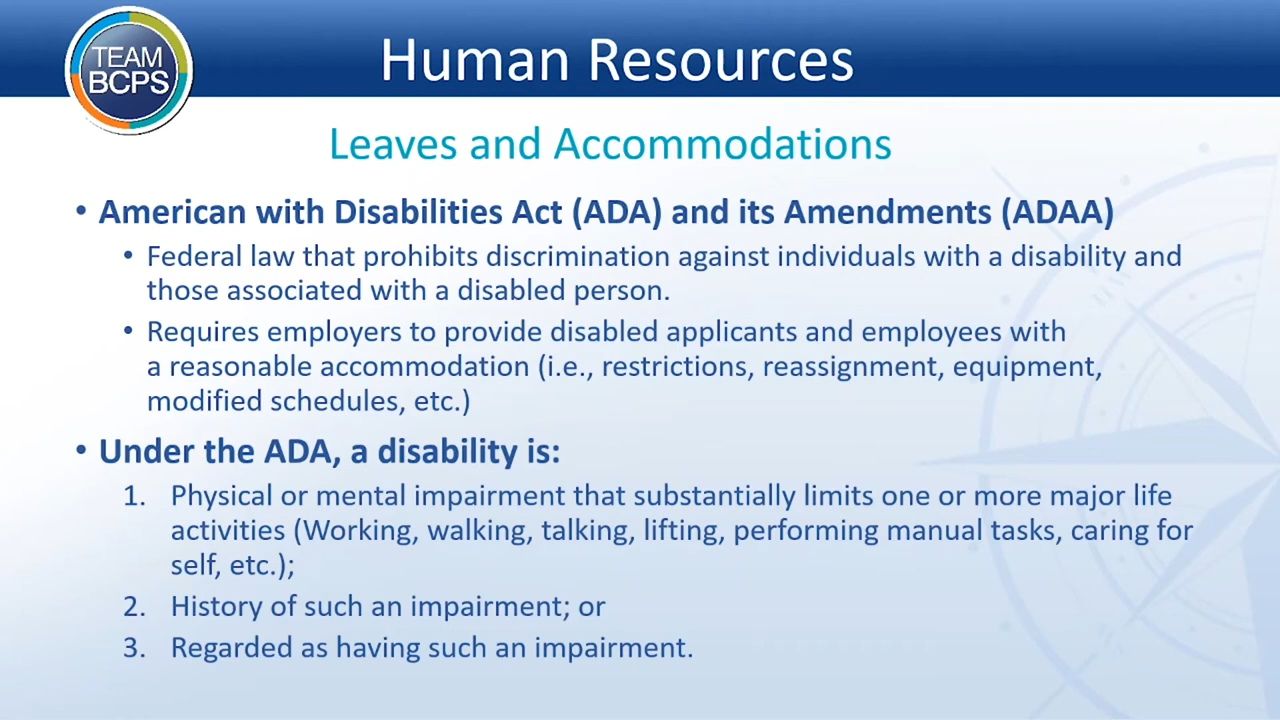 TEAM
BCPS
Human Resources
Leaves and Accommodations
• American with Disabilities Act (ADA) and its Amendments (ADAA)
• Federal law that prohibits discrimination against individuals with a disability and
those associated with a disabled person.
• Requires employers to provide disabled applicants and employees with
a reasonable accommodation (i.e., restrictions, reassignment, equipment,
modified schedules, etc.)
• Under the ADA, a disability is:
1. Physical or mental impairment that substantially limits one or more major life
activities (Working, walking, talking, lifting, performing manual tasks, caring for
self, etc.);
2. History of such an impairment; or
3. Regarded as having such an impairment.